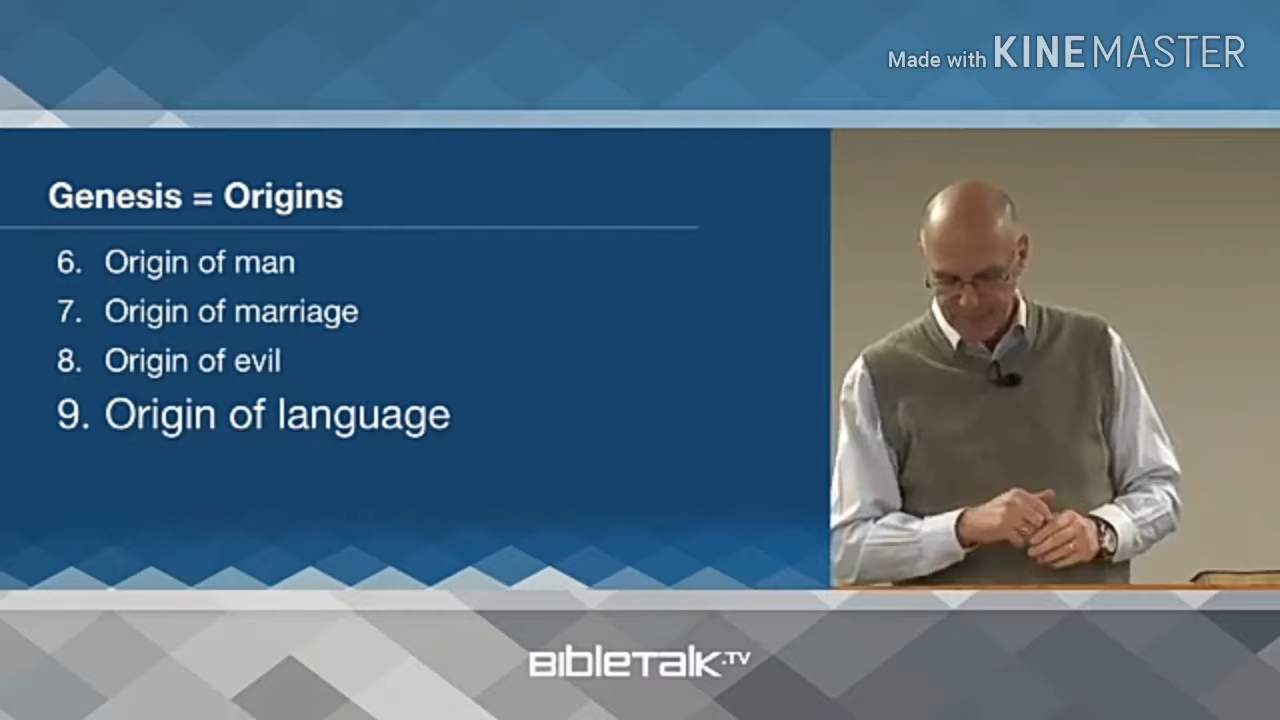 Made with KINEMASTER
Genesis = Origins
6. Origin of man
7. Origin of marriage
8. Origin of evil
9. Origin of language
BibleTalk.TV